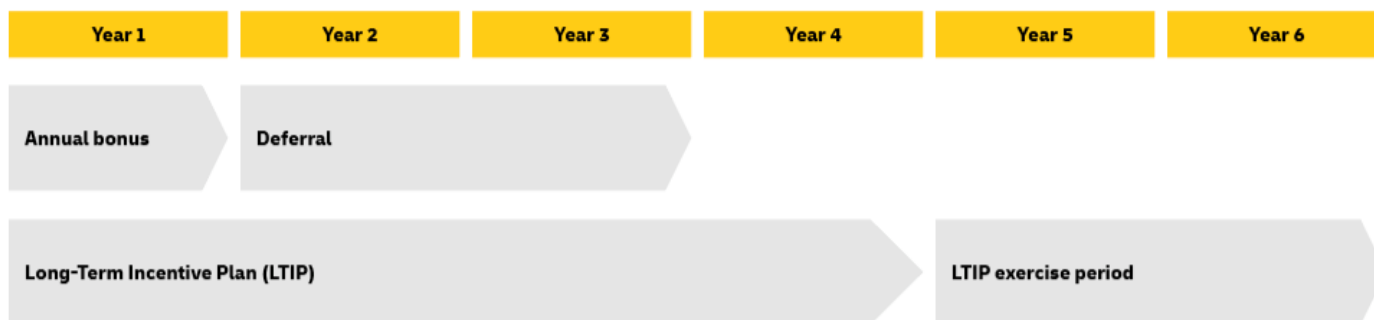 Year 1
Year 2
Year 3
Year 4
Year 5
Year 6
Annual bonus
Deferral
Long-Term Incentive Plan (LTIP)
LTIP exercise period